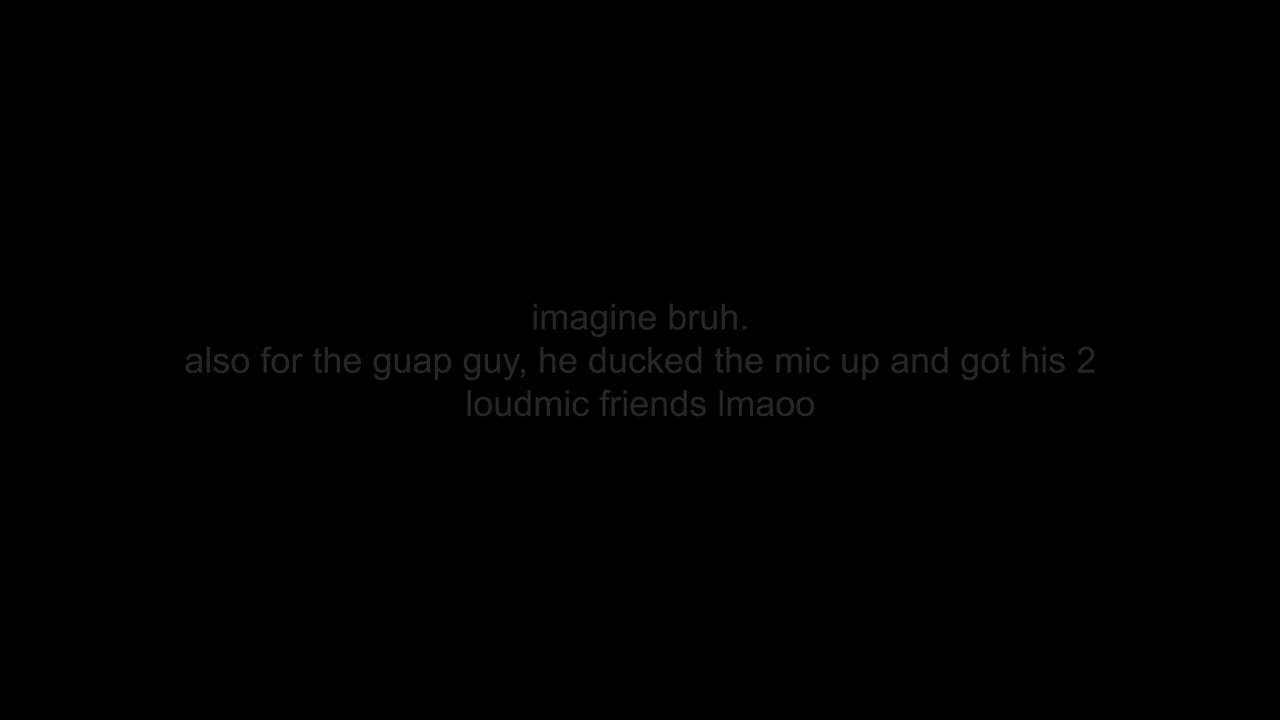 imagine bruh.
also for the guap guy, he ducked the mic up and got his 2
loudmic friends lmaoo